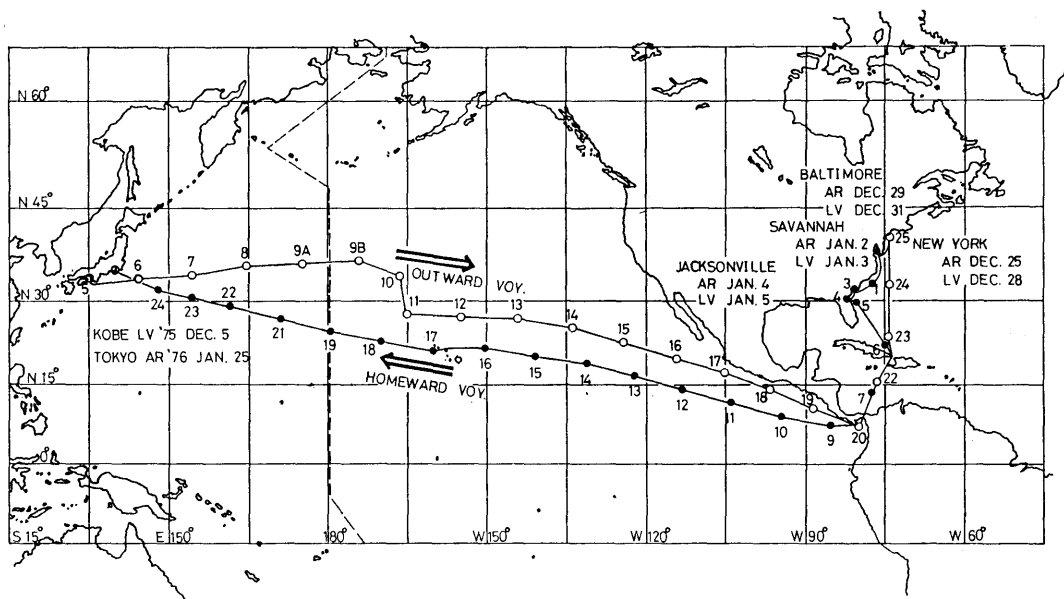 N 60°
N 45°
N 30°
N 15°
0°
S 15°
E 150°
180°
W 150°
W 120°
W 90°
W 60°
BALTIMORE
AR DEC. 29
LV DEC. 31
SAVANNAH
AR JAN. 2
LV JAN. 3
JACKSONVILLE
AR JAN. 4
LV JAN. 5
NEW YORK
AR DEC. 25
LV DEC. 28
OUTWARD VOY.
HOMEWARD VOY.
KOBE LV '75 DEC. 5
TOKYO AR '76 JAN. 25
5
6
7
8
9A
9B
10
11
12
13
14
15
16
17
18
19
20
22
23
24
25
3
1
4
5
6
7
9
10
11
12
13
14
15
16
17
18
19
21
22
23
24